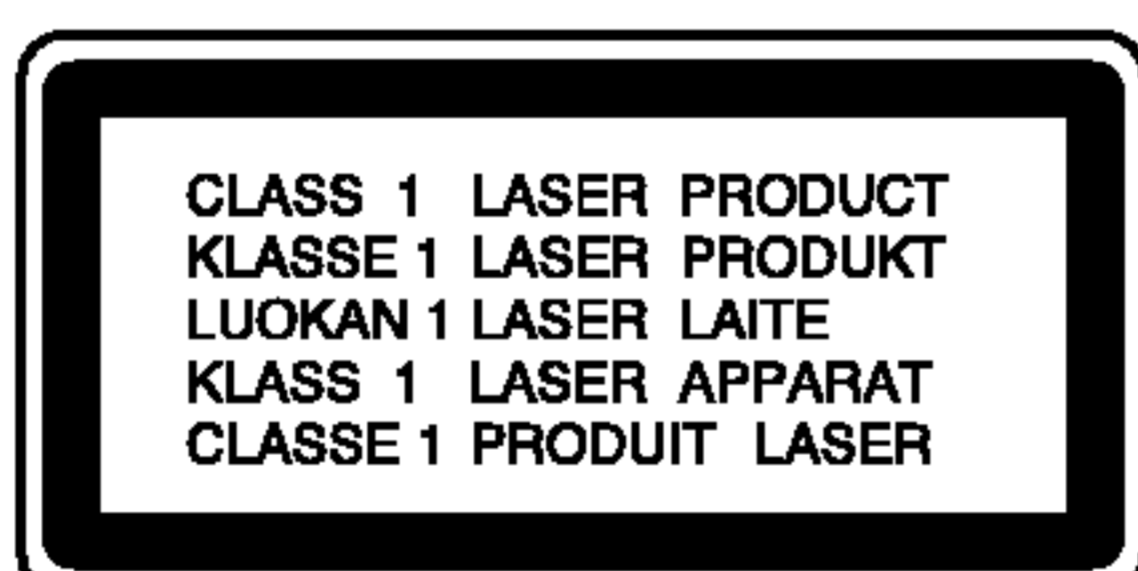 CLASS 1 LASER PRODUCT
KLASSE 1 LASER PRODUKT
LUOKAN 1 LASER LAITE
KLASS 1 LASER APPARAT
CLASSE 1 PRODUIT LASER